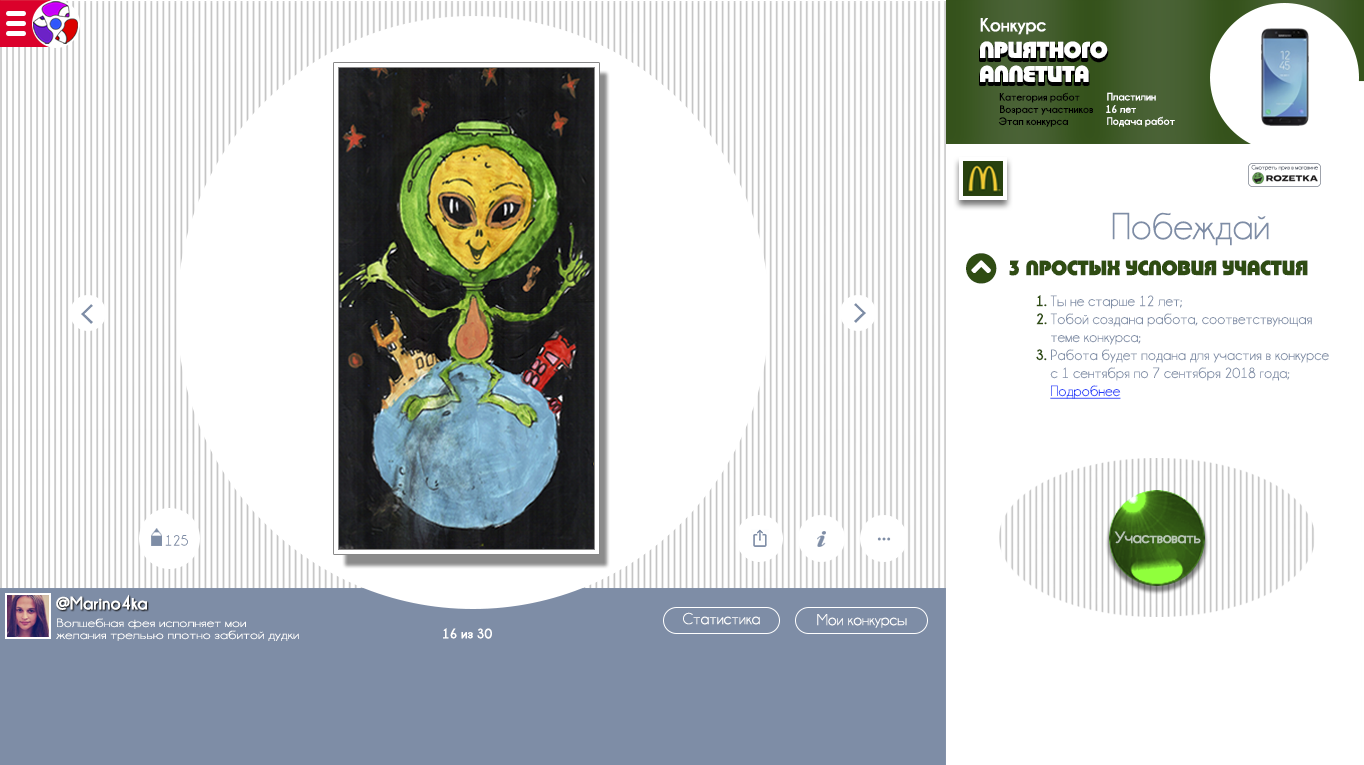 Конкурс
ПРИЯТНОГО
АППЕТИТА
Категория работ Пластилин
Возраст участников 16 лет
Этап конкурса Подача работ
12
45
Смотреть приз в магазине
ROZETKA
Побеждай
3 ПРОСТЫХ УСЛОВИЯ УЧАСТИЯ
1. Ты не старше 12 лет;
2. Тобой создана работа, соответствующая
теме конкурса;
3. Работа будет подана для участия в конкурсе
с 1 сентября по 7 сентября 2018 года;
Подробнее
Участвовать
125
@Marino4ka
Волшебная фея исполняет мои
желания третьью плотно забитой дудки
16 из 30
Статистика
Мои конкурсы